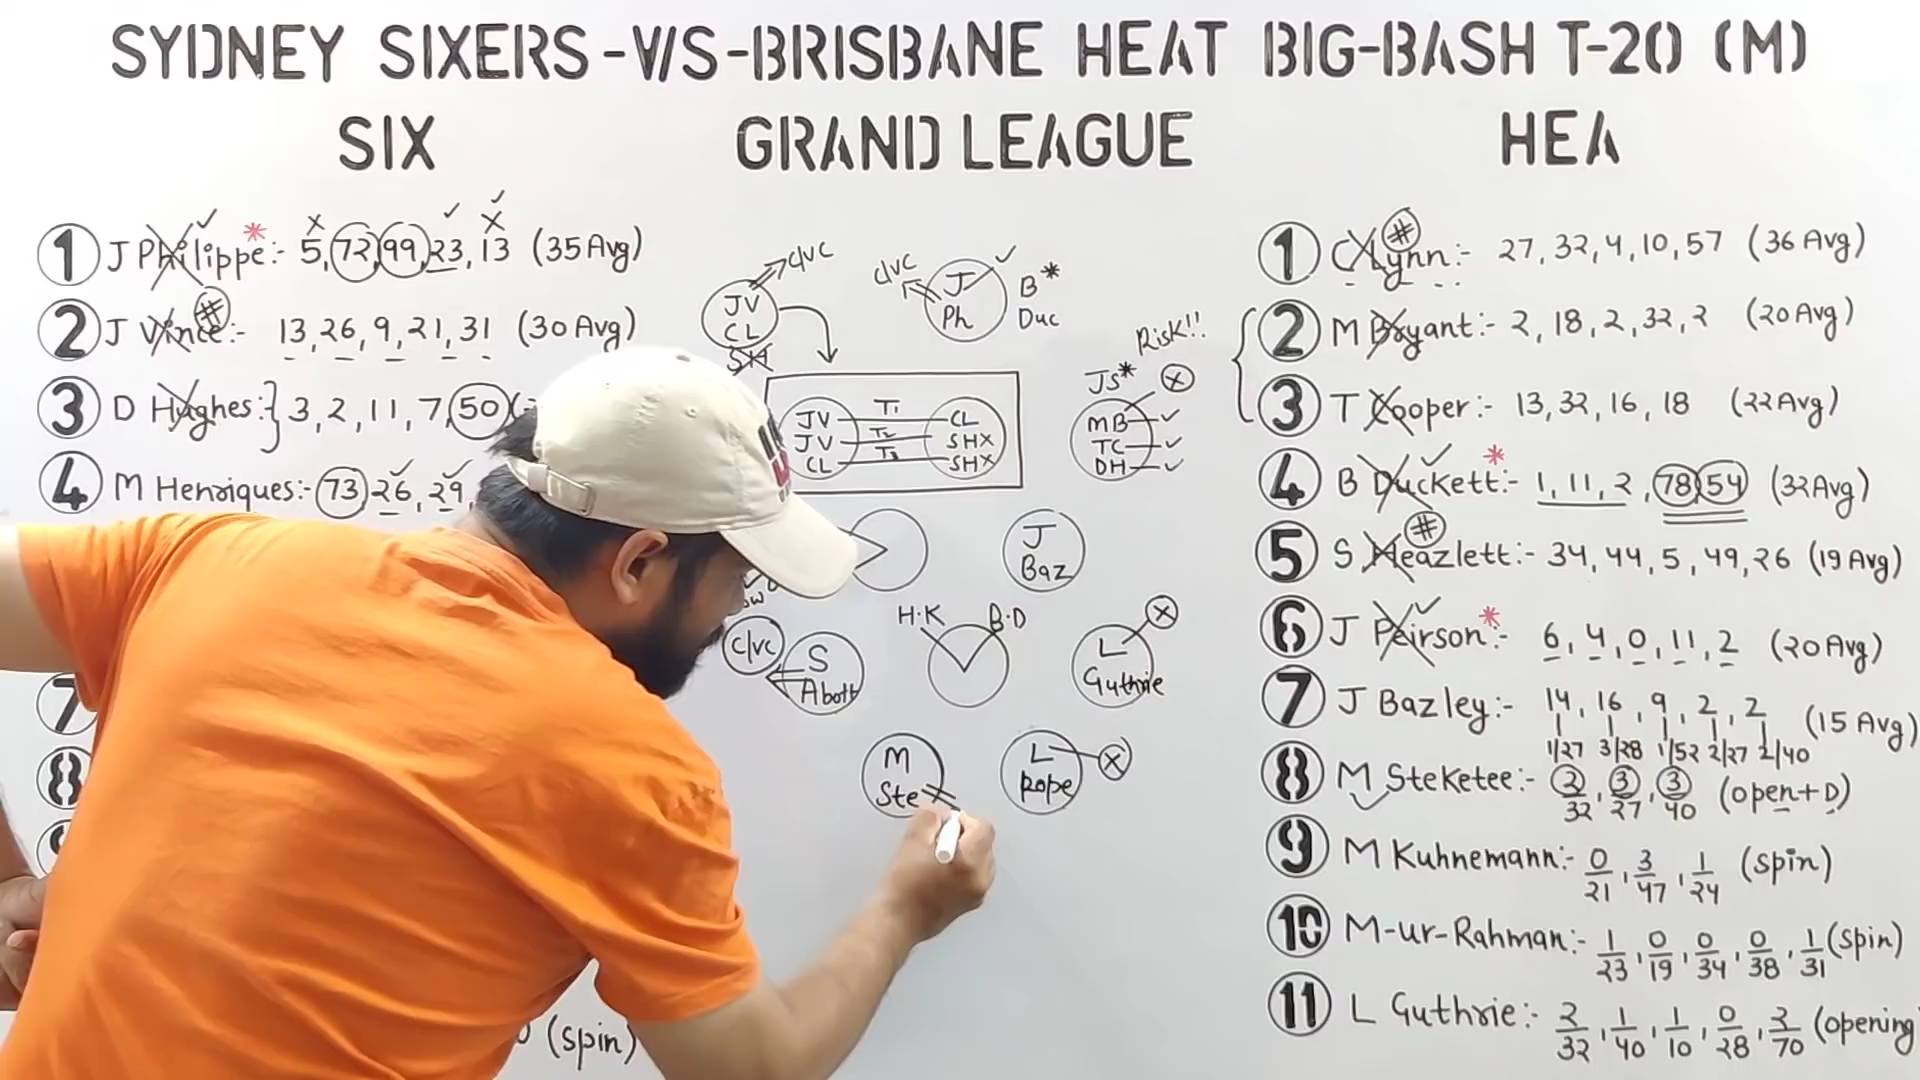 SYDNEY SIXERS -V/S- BRISBANE HEAT BIG-BASH T-20 (M)
SIX
GRAND LEAGUE
HEA
1 J Philippe:- 5, 72, 99, 23, 13 (35 Avg)
2 J Vince:- 13, 26, 9, 21, 31 (30 Avg)
3 D Hughes:- 3, 2, 11, 7, 50
4 M Henriques:- 73, 26, 29,
7
8
(spin)
C/VC
JV
CL
C/VC
J
Ph
B*
Duc
Risk!!
JS*
MB
TC
DH
JV T1 CL
JV T2 SHX
CL T3 SHX
J
Baz
C/VC
S
Abott
H.K
B.D
L
Guthrie
M
Ste
L
Pope
1 C Lynn:- 27, 32, 4, 10, 57 (36 Avg)
2 M Bryant:- 2, 18, 2, 32, 2 (20 Avg)
3 T Cooper:- 13, 32, 16, 18 (22 Avg)
4 B Duckett:- 1, 11, 2, 78, 54 (32 Avg)
5 S Heazlett:- 34, 44, 5, 49, 26 (19 Avg)
6 J Peirson:- 6, 4, 0, 11, 2 (20 Avg)
7 J Bazley:- 14, 16, 9, 2, 2 (15 Avg)
1/27 3/28 1/52 2/27 2/40
8 M Steketee:- 2/32, 3/27, 3/40 (open+D)
9 M Kuhnemann:- 0/21, 3/47, 1/24 (spin)
10 M-ur-Rahman:- 1/23, 0/19, 0/34, 0/38, 1/31 (spin)
11 L Guthrie:- 2/32, 1/40, 1/10, 0/28, 2/70 (opening